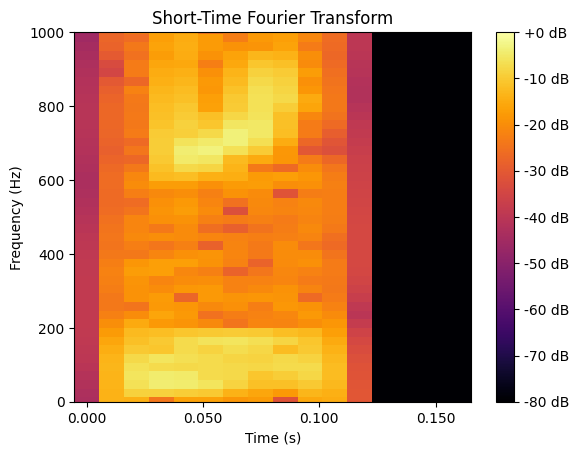 Short-Time Fourier Transform
1000
800
600
400
200
0
Frequency (Hz)
0.000
0.050
0.100
0.150
Time (s)
+0 dB
-10 dB
-20 dB
-30 dB
-40 dB
-50 dB
-60 dB
-70 dB
-80 dB